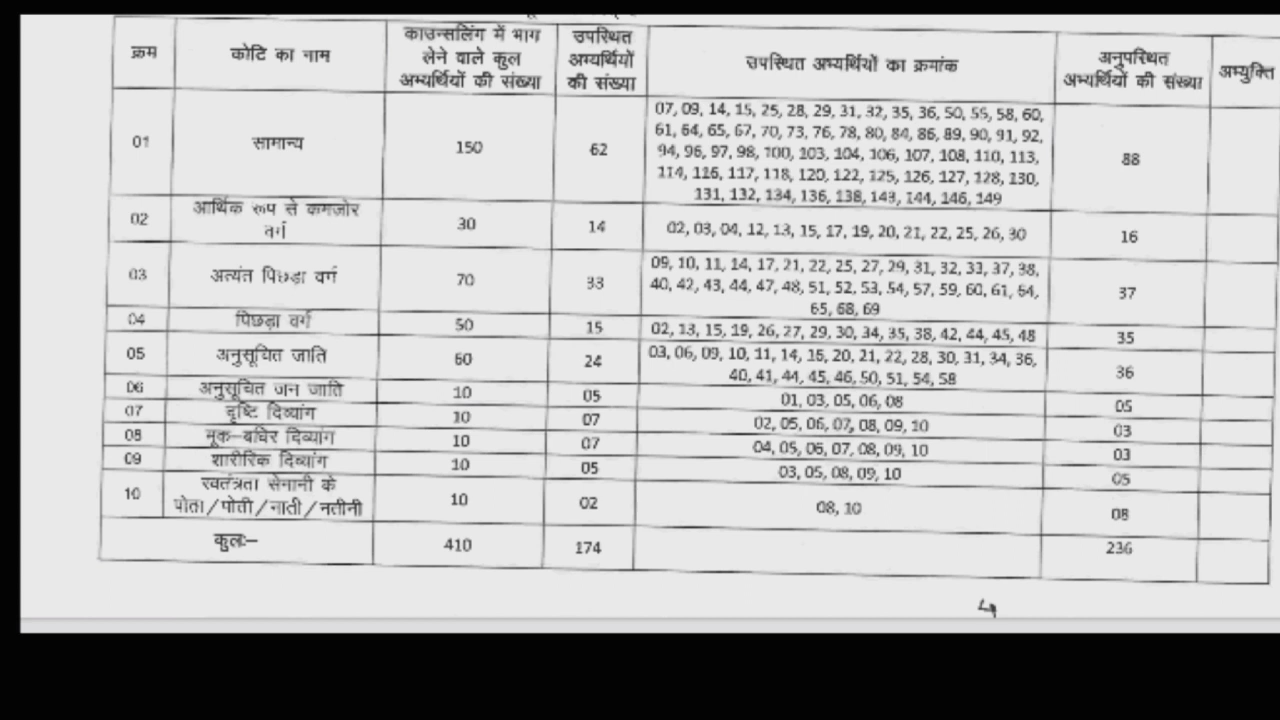 क्रम
कोटि का नाम
काउन्सलिंग में भाग
लेने वाले कुल
अभ्यर्थियों की संख्या
उपस्थित
अभ्यर्थियों
की संख्या
उपस्थित अभ्यर्थियों का क्रमांक
अनुपस्थित
अभ्यर्थियों की संख्या
अभ्युक्ति
01
सामान्य
150
62
07, 09, 14, 15, 25, 28, 29, 31, 32, 35, 36, 50, 55, 58, 60,
61, 64, 65, 67, 70, 73, 76, 78, 80, 84, 86, 89, 90, 91, 92,
94, 96, 97, 98, 100, 103, 104, 106, 107, 108, 110, 113,
114, 116, 117, 118, 120, 122, 125, 126, 127, 128, 130,
131, 132, 134, 136, 138, 143, 144, 146, 149
88
02
आर्थिक रूप से कमजोर
वर्ग
30
14
02, 03, 04, 12, 13, 15, 17, 19, 20, 21, 22, 25, 26, 30
16
03
अत्यंत पिछड़ा वर्ग
70
33
09, 10, 11, 14, 17, 21, 22, 25, 27, 29, 31, 32, 33, 37, 38,
40, 42, 43, 44, 47, 48, 51, 52, 53, 54, 57, 59, 60, 61, 64,
65, 68, 69
37
04
पिछड़ा वर्ग
50
15
02, 13, 15, 19, 26, 27, 29, 30, 34, 35, 38, 42, 44, 45, 48
35
05
अनुसूचित जाति
60
24
03, 06, 09, 10, 11, 14, 16, 20, 21, 22, 28, 30, 31, 34, 36,
40, 41, 44, 45, 46, 50, 51, 54, 58
36
06
अनुसूचित जन जाति
10
05
01, 03, 05, 06, 08
05
07
दृष्टि दिव्यांग
10
07
02, 05, 06, 07, 08, 09, 10
03
08
मूक-बधिर दिव्यांग
10
07
04, 05, 06, 07, 08, 09, 10
03
09
शारीरिक दिव्यांग
10
05
03, 05, 08, 09, 10
05
10
स्वतंत्रता सेनानी के
पोता/पोती/नाती/नतीनी
10
02
08, 10
08
कुलः-
410
174
236